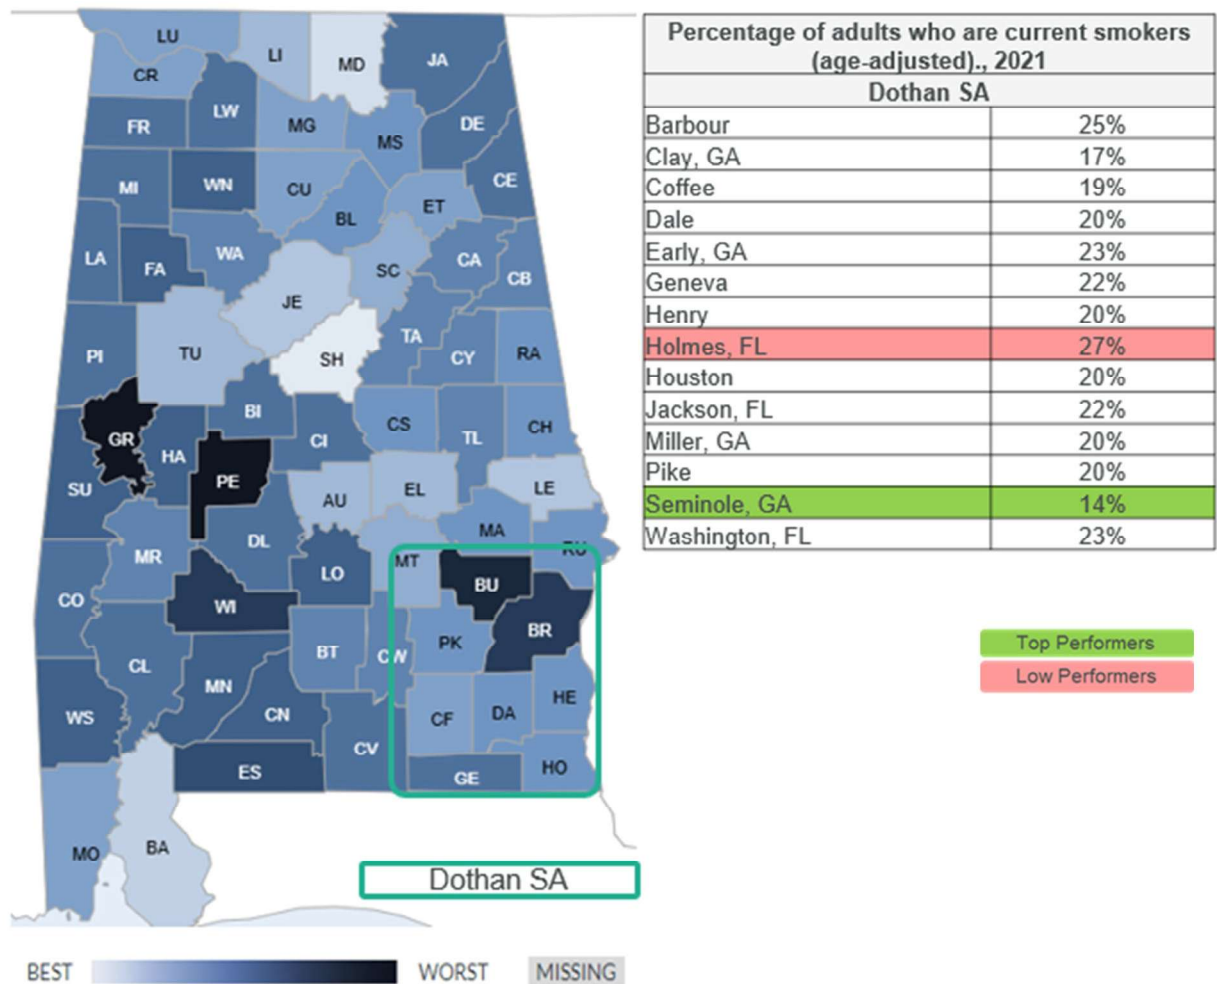 LU
LI
MD
JA
CR
LW
FR
MG
MS
DE
MI
WN
CU
BL
ET
CE
LA
FA
WA
SC
CA
CB
JE
TA
PI
TU
SH
CY
RA
GR
BI
HA
CI
CS
TL
CH
SU
PE
AU
EL
LE
MR
DL
MA
RU
MT
CO
WI
LO
BU
BR
CL
BT
CW
PK
MN
WS
CN
CF
DA
HE
CV
ES
GE
HO
MO
BA
Dothan SA
BEST WORST MISSING
Percentage of adults who are current smokers
(age-adjusted)., 2021
Dothan SA
Barbour 25%
Clay, GA 17%
Coffee 19%
Dale 20%
Early, GA 23%
Geneva 22%
Henry 20%
Holmes, FL 27%
Houston 20%
Jackson, FL 22%
Miller, GA 20%
Pike 20%
Seminole, GA 14%
Washington, FL 23%
Top Performers
Low Performers